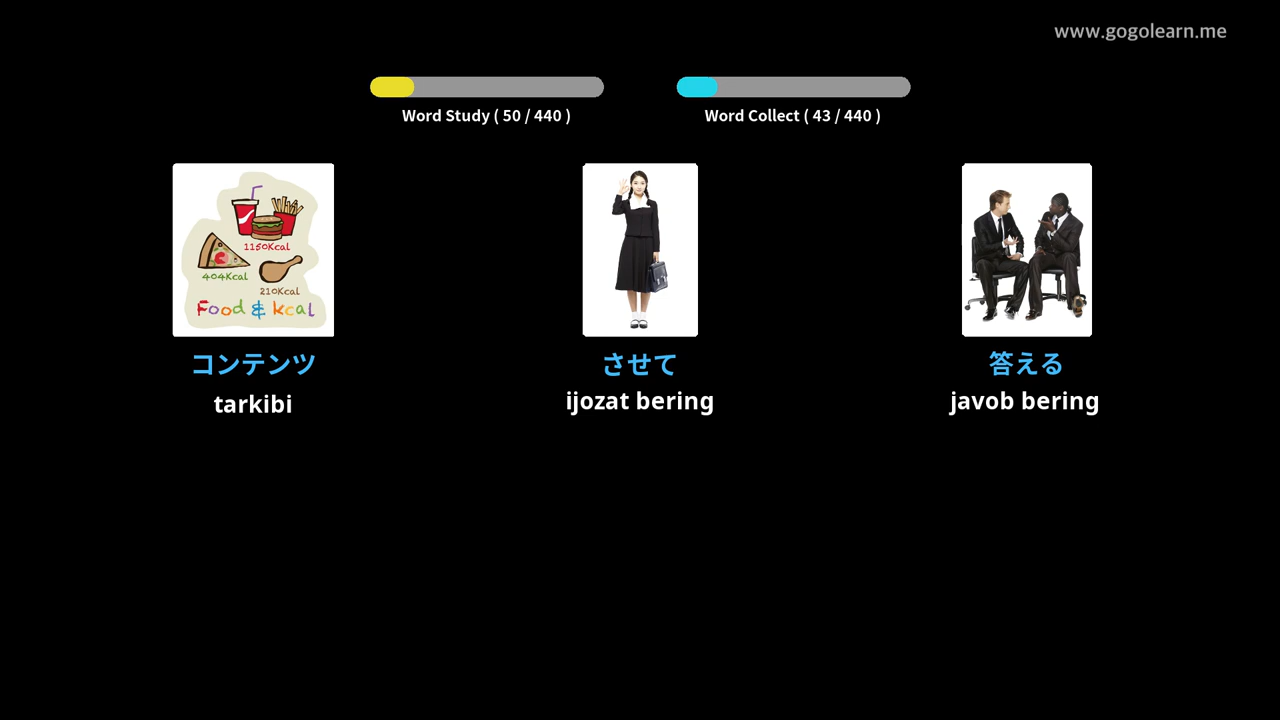 www.gogolearn.me
Word Study ( 50 / 440 )
Word Collect ( 43 / 440 )
1150Kcal
404Kcal
210Kcal
Food & kcal
コンテンツ
させて
答える
tarkibi
ijozat bering
javob bering